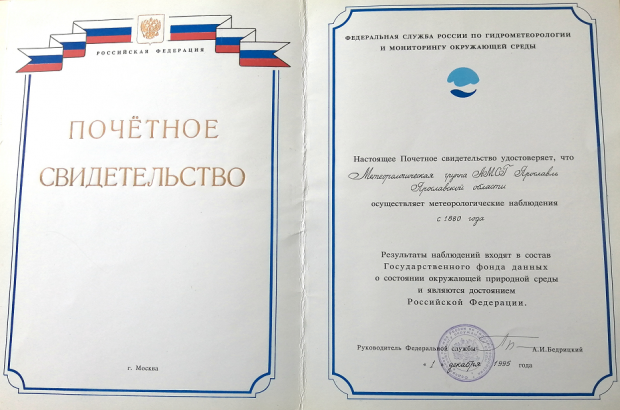 РОССИЙСКАЯ ФЕДЕРАЦИЯ
ПОЧЁТНОЕ
СВИДЕТЕЛЬСТВО
г. Москва
ФЕДЕРАЛЬНАЯ СЛУЖБА РОССИИ ПО ГИДРОМЕТЕОРОЛОГИИ
И МОНИТОРИНГУ ОКРУЖАЮЩЕЙ СРЕДЫ
Настоящее Почетное свидетельство удостоверяет, что
Метеорологическая группа АМСГ Ярославль
Ярославской области
осуществляет метеорологические наблюдения
с 1880 года
Результаты наблюдений входят в состав
Государственного фонда данных
о состоянии окружающей природной среды
и являются достоянием
Российской Федерации.
Руководитель Федеральной службы А.И.Бедрицкий
« 1 » декабря 1995 года